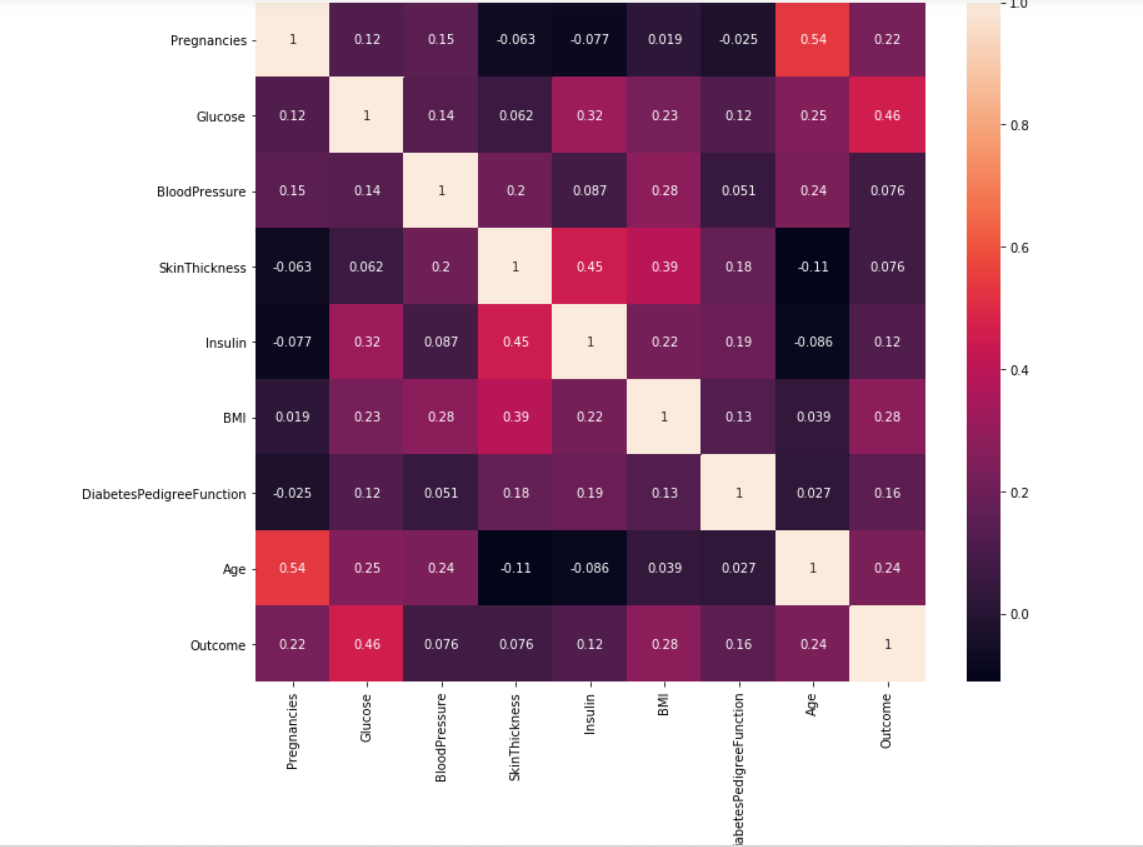 1.0
Pregnancies 1 0.12 0.15 -0.063 -0.077 0.019 -0.025 0.54 0.22
Glucose 0.12 1 0.14 0.062 0.32 0.23 0.12 0.25 0.46
0.8
BloodPressure 0.15 0.14 1 0.2 0.087 0.28 0.051 0.24 0.076
0.6
SkinThickness -0.063 0.062 0.2 1 0.45 0.39 0.18 -0.11 0.076
Insulin -0.077 0.32 0.087 0.45 1 0.22 0.19 -0.086 0.12
0.4
BMI 0.019 0.23 0.28 0.39 0.22 1 0.13 0.039 0.28
DiabetesPedigreeFunction -0.025 0.12 0.051 0.18 0.19 0.13 1 0.027 0.16
0.2
Age 0.54 0.25 0.24 -0.11 -0.086 0.039 0.027 1 0.24
0.0
Outcome 0.22 0.46 0.076 0.076 0.12 0.28 0.16 0.24 1
Pregnancies
Glucose
BloodPressure
SkinThickness
Insulin
BMI
abetesPedigreeFunction
Age
Outcome